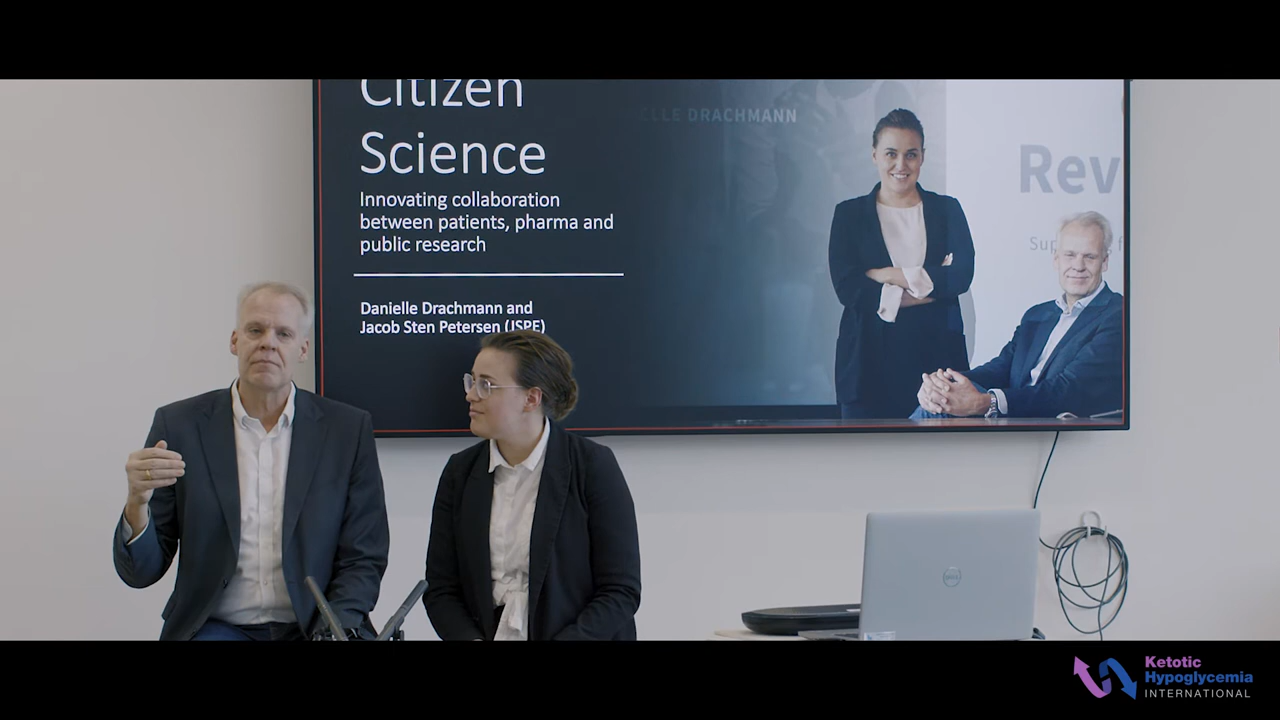 Citizen
Science
Innovating collaboration
between patients, pharma and
public research
Danielle Drachmann and
Jacob Sten Petersen (JSPE)
ELLE DRACHMANN
Rev
DELL
Ketotic
Hypoglycemia
INTERNATIONAL